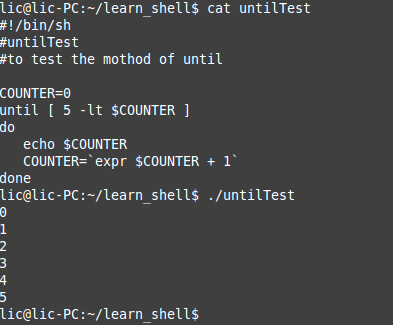 lic@lic-PC:~/learn_shell$ cat untilTest
#!/bin/sh
#untilTest
#to test the mothod of until

COUNTER=0
until [ 5 -lt $COUNTER ]
do
   echo $COUNTER
   COUNTER=`expr $COUNTER + 1`
done
lic@lic-PC:~/learn_shell$ ./untilTest
0
1
2
3
4
5
lic@lic-PC:~/learn_shell$